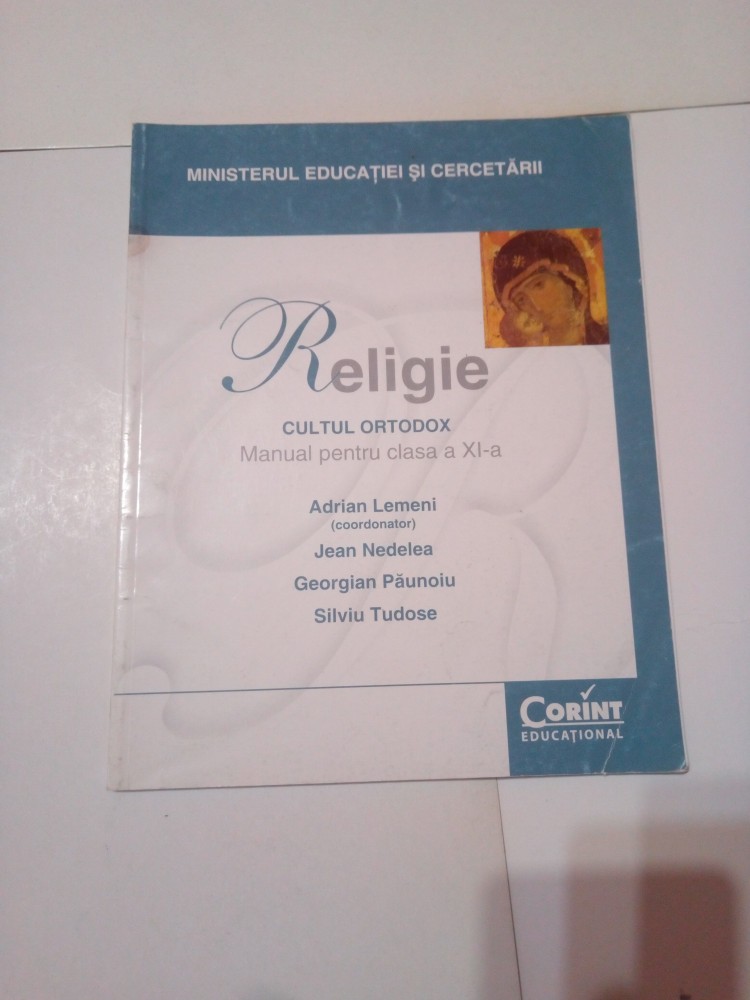 MINISTERUL EDUCAȚIEI ȘI CERCETĂRII
Religie
CULTUL ORTODOX
Manual pentru clasa a XI-a
Adrian Lemeni
(coordonator)
Jean Nedelea
Georgian Păunoiu
Silviu Tudose
CORINT
EDUCAȚIONAL